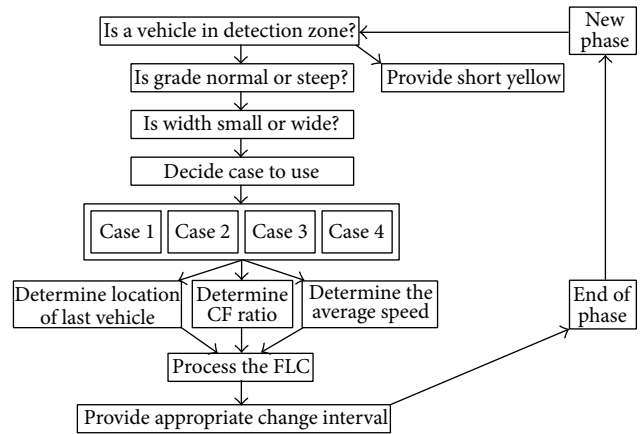 Is a vehicle in detection zone?
New
phase
Is grade normal or steep?
Provide short yellow
Is width small or wide?
Decide case to use
Case 1
Case 2
Case 3
Case 4
Determine location
of last vehicle
Determine
CF ratio
Determine the
average speed
End of
phase
Process the FLC
Provide appropriate change interval